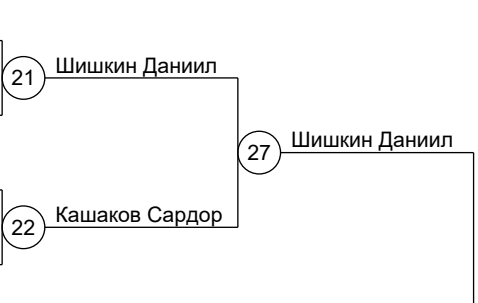 21 Шишкин Даниил
27 Шишкин Даниил
22 Кашаков Сардор